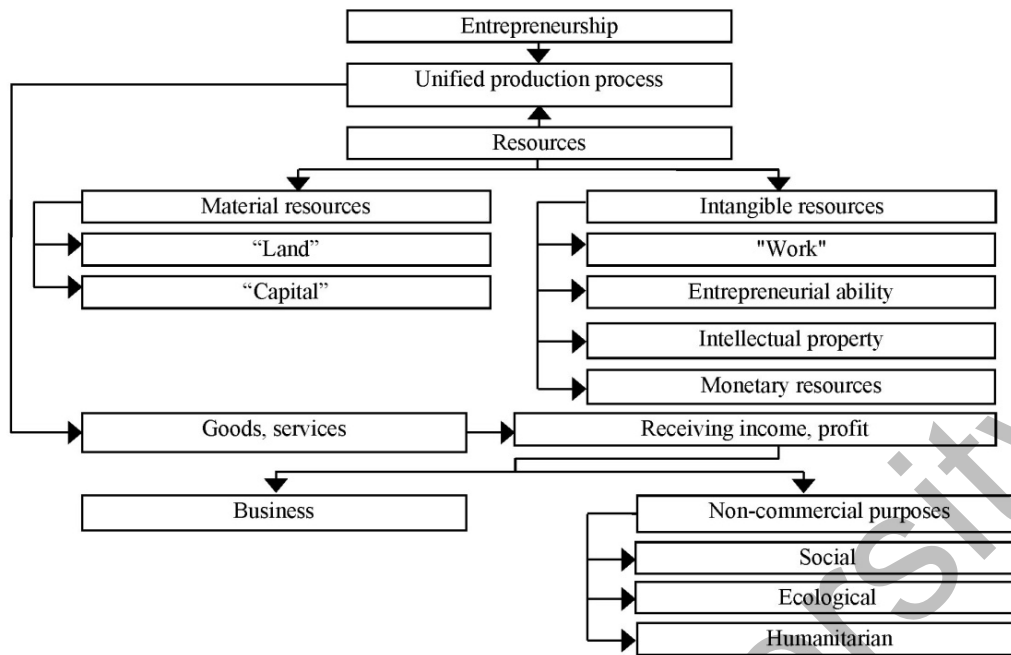 Entrepreneurship
Unified production process
Resources
Material resources
Intangible resources
“Land”
"Work"
“Capital”
Entrepreneurial ability
Intellectual property
Monetary resources
Goods, services
Receiving income, profit
Business
Non-commercial purposes
Social
Ecological
Humanitarian